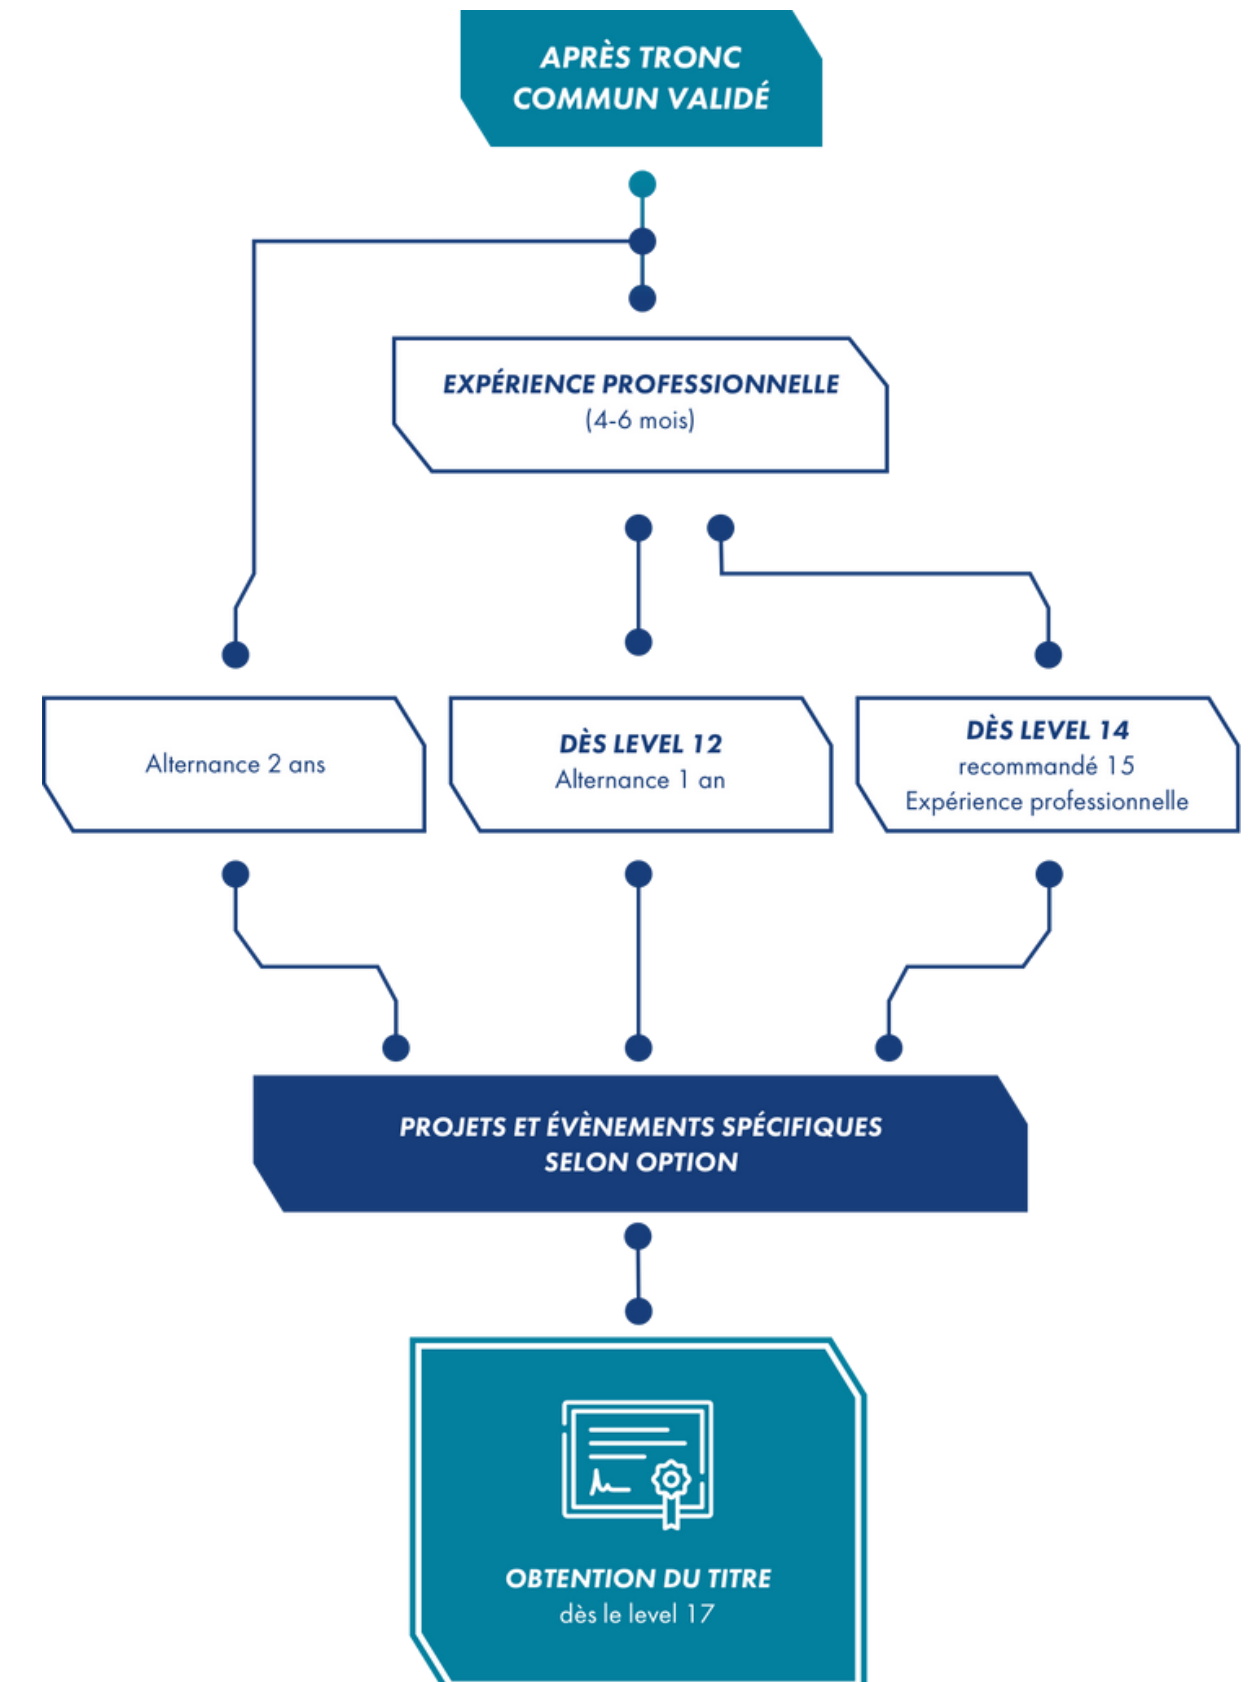 APRÈS TRONC
COMMUN VALIDÉ
EXPÉRIENCE PROFESSIONNELLE
(4-6 mois)
Alternance 2 ans
DÈS LEVEL 12
Alternance 1 an
DÈS LEVEL 14
recommandé 15
Expérience professionnelle
PROJETS ET ÉVÈNEMENTS SPÉCIFIQUES
SELON OPTION
OBTENTION DU TITRE
dès le level 17